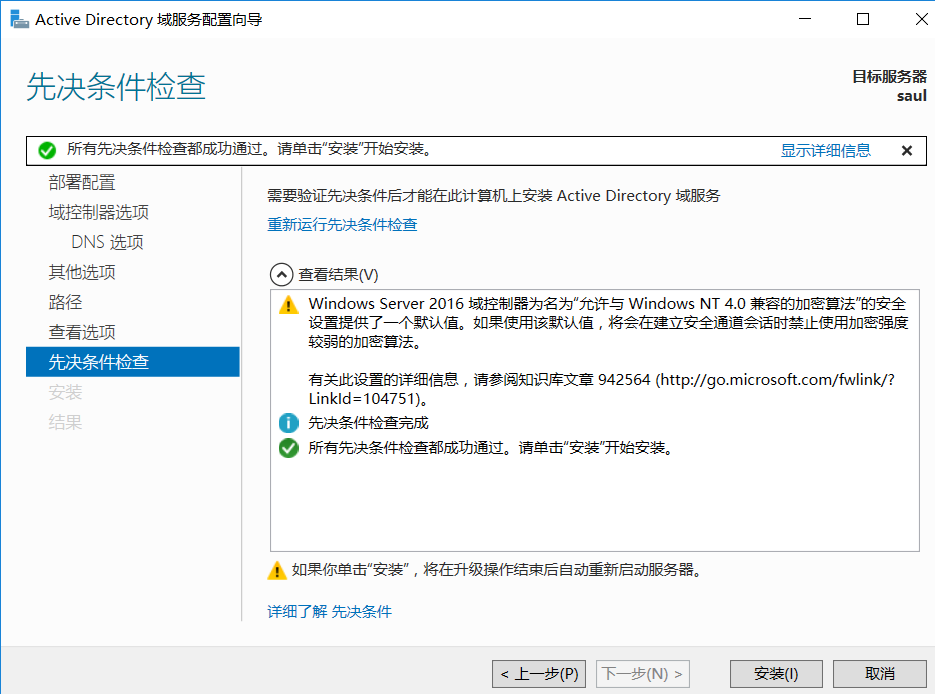 Active Directory 域服务配置向导
先决条件检查
目标服务器
saul
所有先决条件检查都成功通过。请单击“安装”开始安装。
显示详细信息
部署配置
域控制器选项
DNS 选项
其他选项
路径
查看选项
先决条件检查
安装
结果
需要验证先决条件后才能在此计算机上安装 Active Directory 域服务
重新运行先决条件检查
查看结果(V)
Windows Server 2016 域控制器为名为“允许与 Windows NT 4.0 兼容的加密算法”的安全
设置提供了一个默认值。如果使用该默认值，将会在建立安全通道会话时禁止使用加密强度
较弱的加密算法。
有关此设置的详细信息，请参阅知识库文章 942564 (http://go.microsoft.com/fwlink/?
LinkId=104751)。
先决条件检查完成
所有先决条件检查都成功通过。请单击“安装”开始安装。
如果你单击“安装”，将在升级操作结束后自动重新启动服务器。
详细了解 先决条件
< 上一步(P)
下一步(N) >
安装(I)
取消